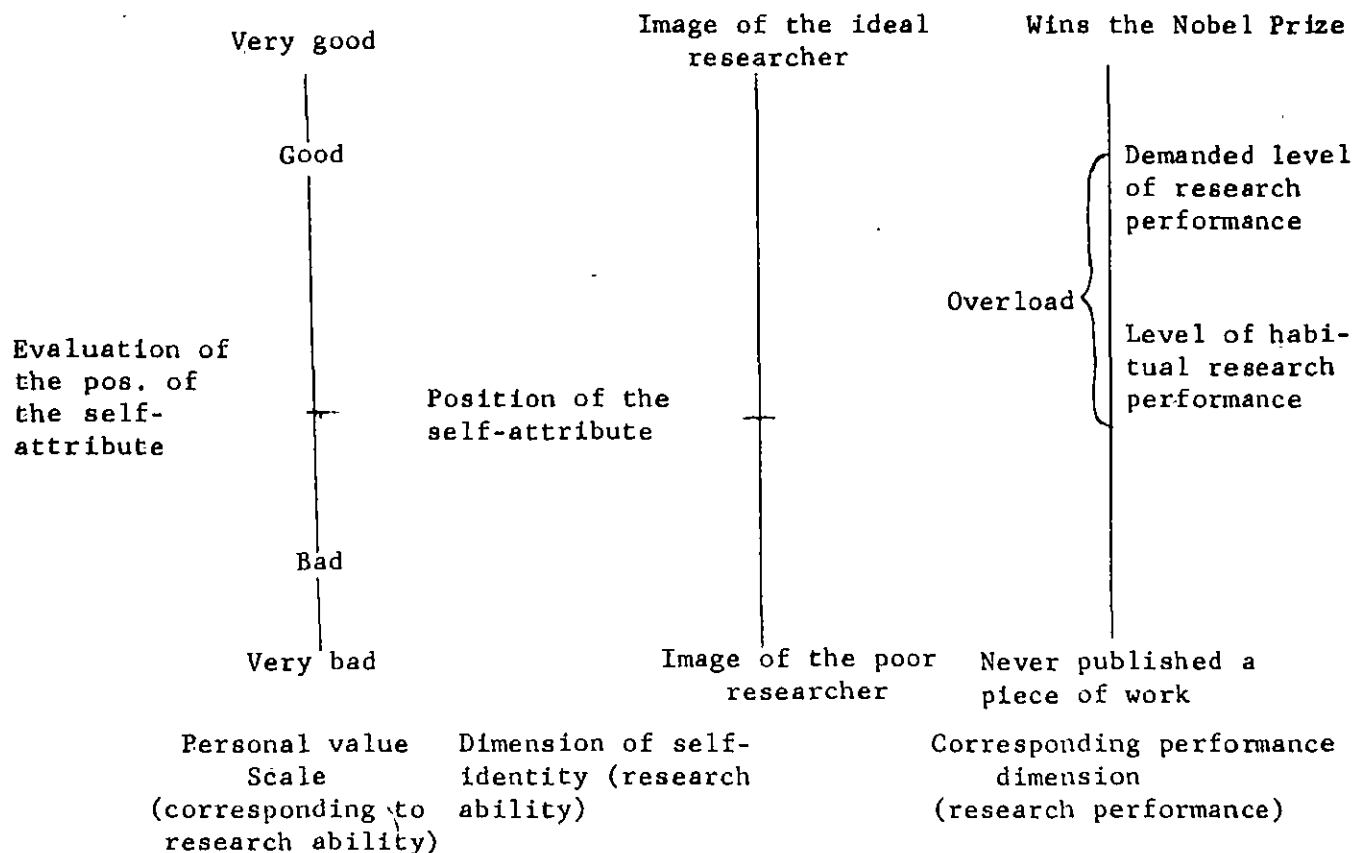 Very good
Image of the ideal
researcher
Wins the Nobel Prize
Good
Demanded level
of research
performance
Overload
Level of habi-
tual research
performance
Evaluation of
the pos. of
the self-
attribute
Position of the
self-attribute
Bad
Very bad
Image of the poor
researcher
Never published a
piece of work
Personal value
Scale
(corresponding to
research ability)
Dimension of self-
identity (research
ability)
Corresponding performance
dimension
(research performance)